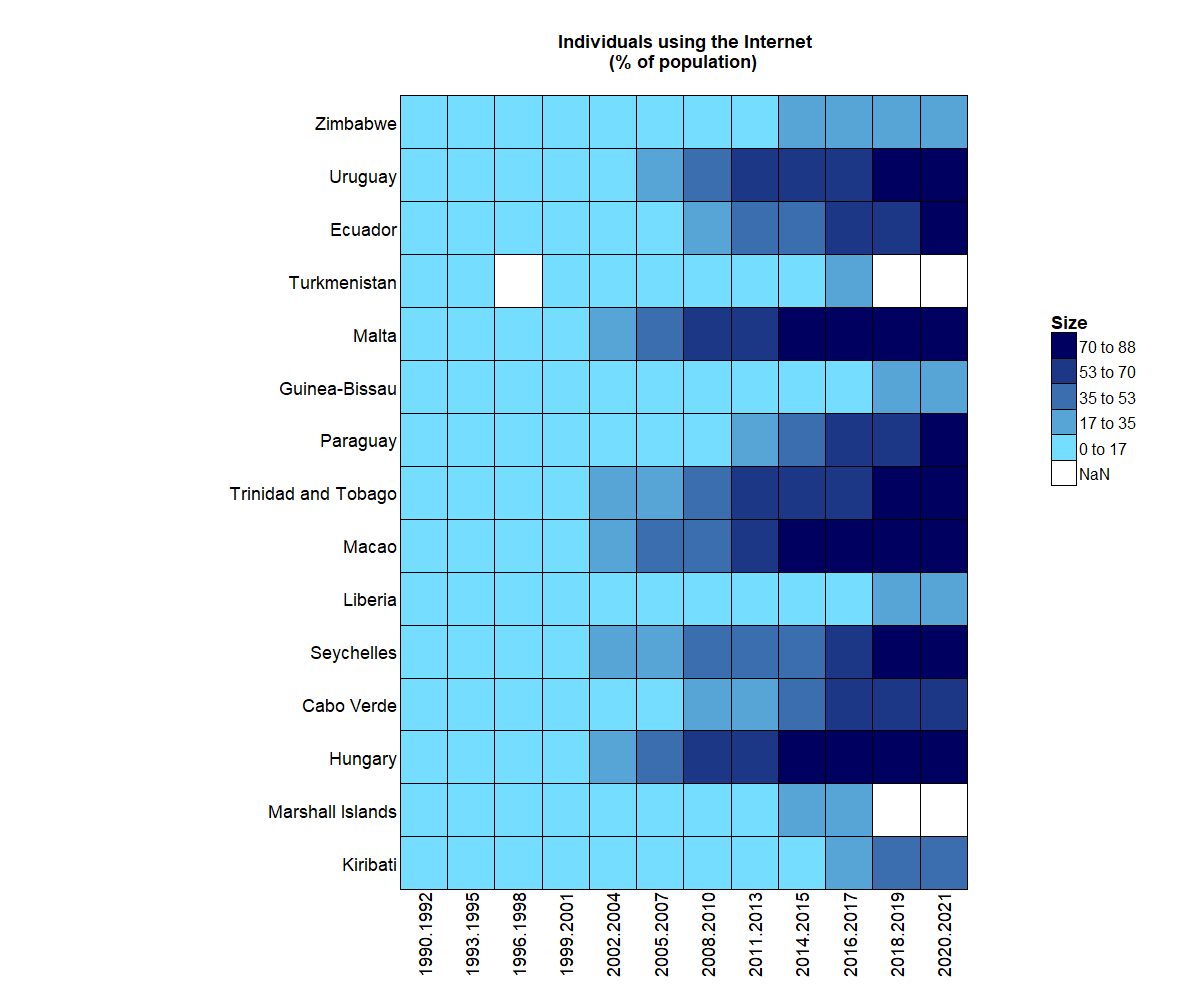 Individuals using the Internet
(% of population)
Zimbabwe
Uruguay
Ecuador
Turkmenistan
Malta
Guinea-Bissau
Paraguay
Trinidad and Tobago
Macao
Liberia
Seychelles
Cabo Verde
Hungary
Marshall Islands
Kiribati
1990.1992
1993.1995
1996.1998
1999.2001
2002.2004
2005.2007
2008.2010
2011.2013
2014.2015
2016.2017
2018.2019
2020.2021
Size
70 to 88
53 to 70
35 to 53
17 to 35
0 to 17
NaN